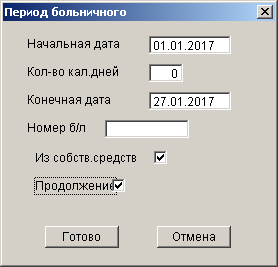 Период больничного
Начальная дата 01.01.2017
Кол-во кал.дней 0
Конечная дата 27.01.2017
Номер б/л
Из собств.средств
Продолжение
Готово Отмена